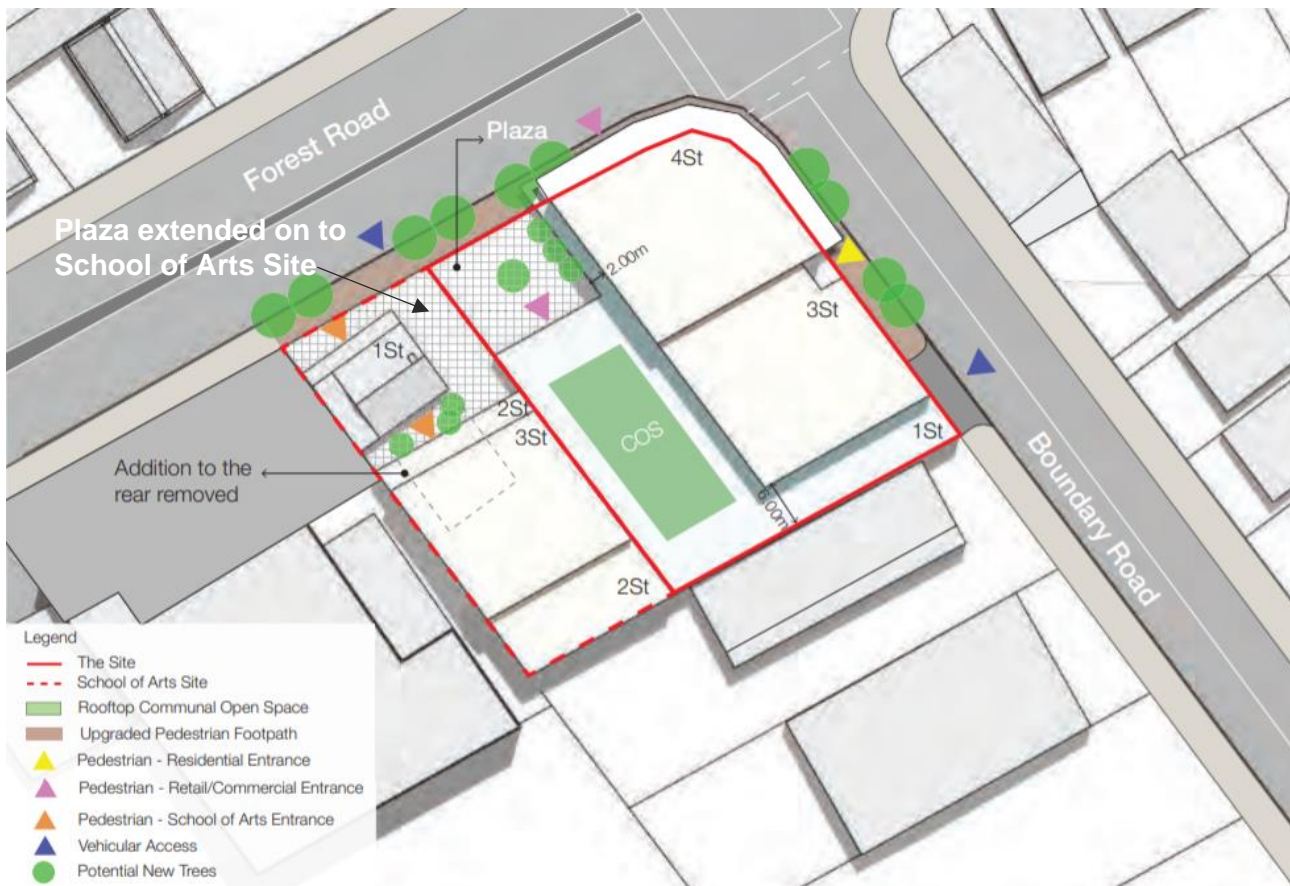 Forest Road
Plaza
4St
Plaza extended on to
School of Arts Site
2.00m
3St
1St
2St
3St
COS
1St
Addition to the
rear removed
6.00m
Boundary Road
2St
Legend
The Site
School of Arts Site
Rooftop Communal Open Space
Upgraded Pedestrian Footpath
Pedestrian - Residential Entrance
Pedestrian - Retail/Commercial Entrance
Pedestrian - School of Arts Entrance
Vehicular Access
Potential New Trees